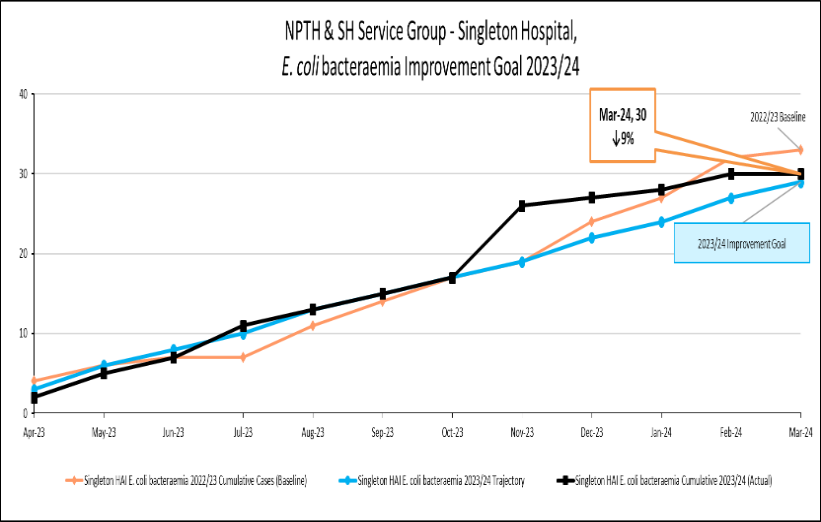 NPTH & SH Service Group - Singleton Hospital,
E. coli bacteraemia Improvement Goal 2023/24
40
30
20
10
0
Mar-24, 30
↓9%
2022/23 Baseline
2023/24 Improvement Goal
Apr-23 May-23 Jun-23 Jul-23 Aug-23 Sep-23 Oct-23 Nov-23 Dec-23 Jan-24 Feb-24 Mar-24
Singleton HAI E. coli bacteraemia 2022/23 Cumulative Cases (Baseline) Singleton HAI E. coli bacteraemia 2023/24 Trajectory Singleton HAI E. coli bacteraemia Cumulative 2023/24 (Actual)